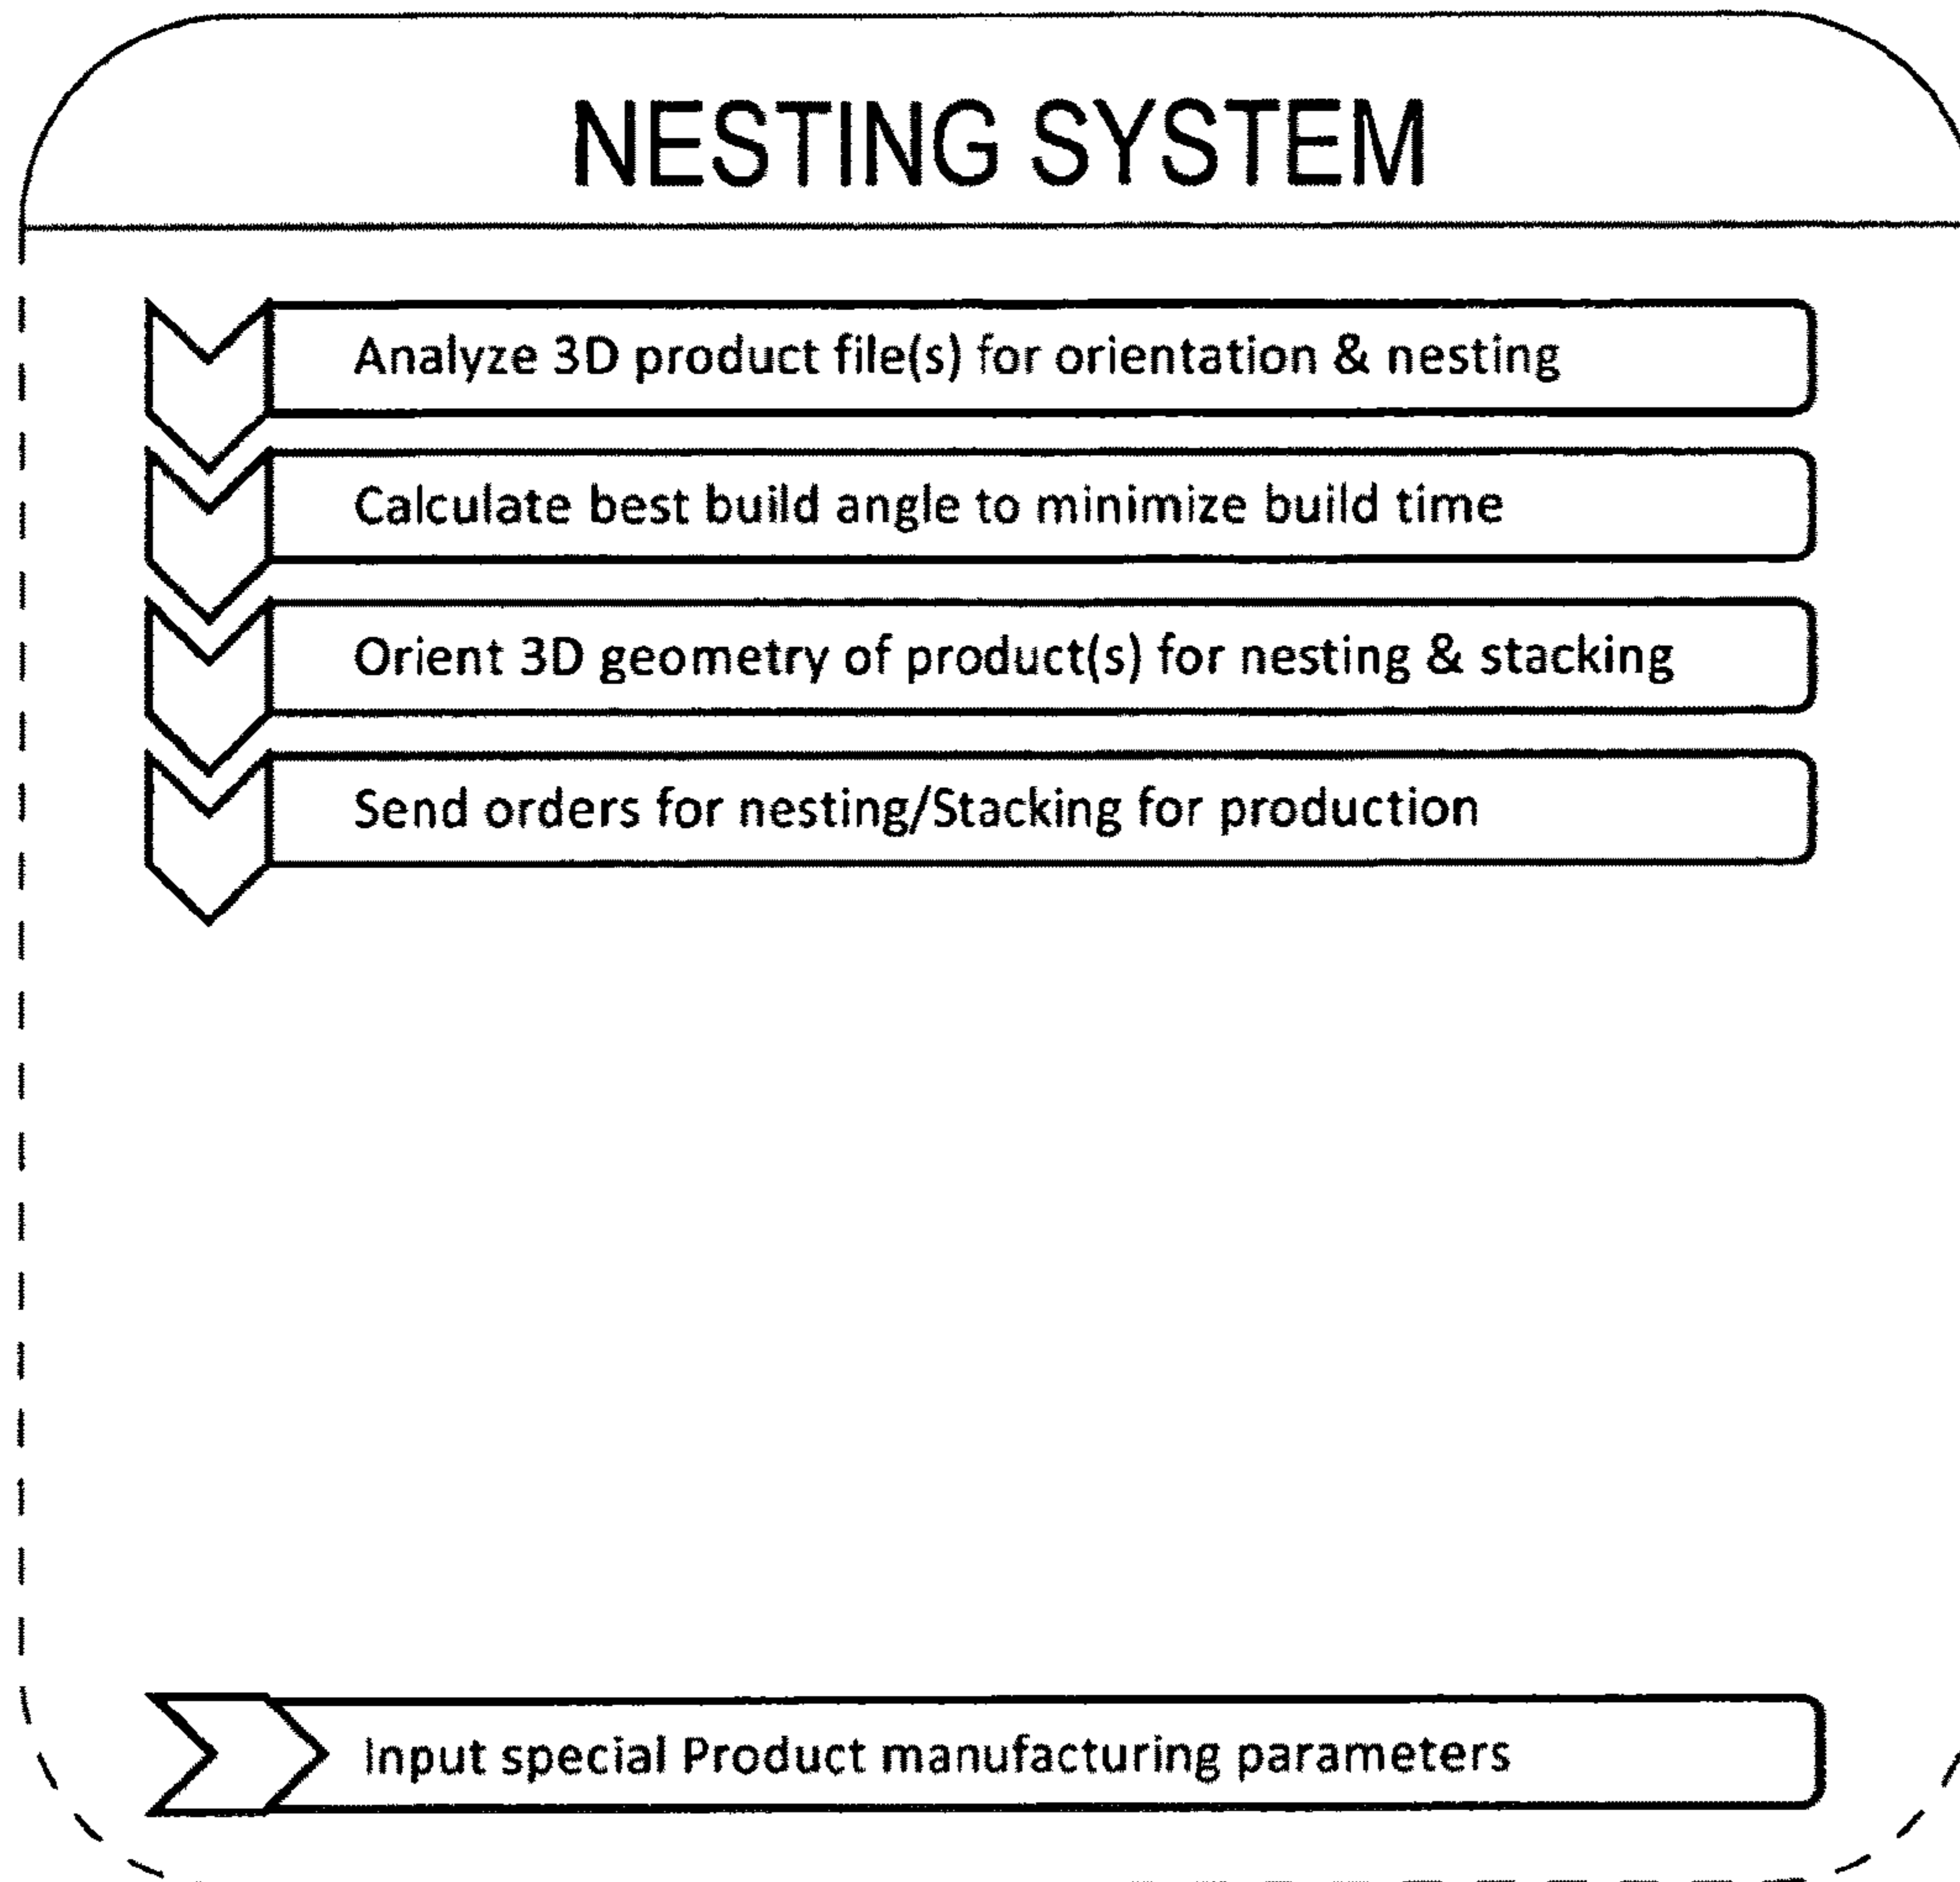 NESTING SYSTEM
Analyze 3D product file(s) for orientation & nesting
Calculate best build angle to minimize build time
Orient 3D geometry of product(s) for nesting & stacking
Send orders for nesting/Stacking for production
Input special Product manufacturing parameters